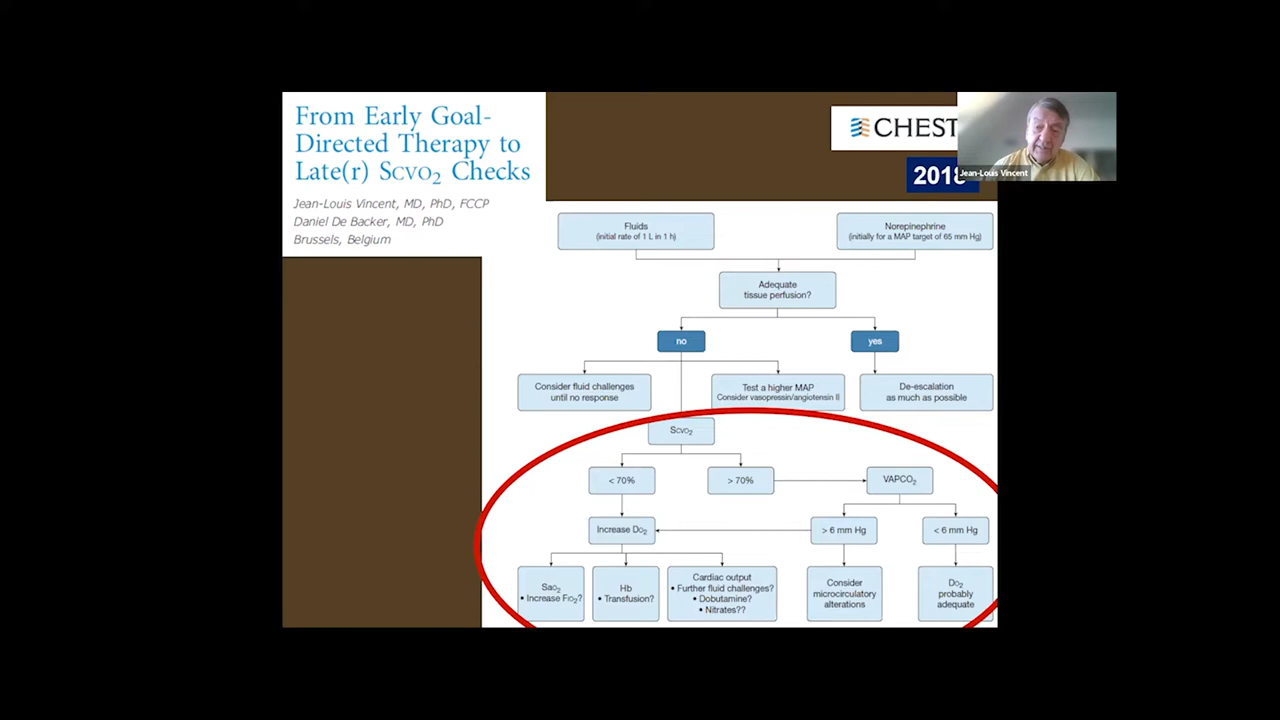 From Early Goal-
Directed Therapy to
Late(r) ScvO₂ Checks
Jean-Louis Vincent, MD, PhD, FCCP
Daniel De Backer, MD, PhD
Brussels, Belgium
CHEST
2018
Jean-Louis Vincent
Fluids
(initial rate of 1 L in 1 h)
Norepinephrine
(initially for a MAP target of 65 mm Hg)
Adequate
tissue perfusion?
no
yes
Consider fluid challenges
until no response
Test a higher MAP
Consider vasopressin/angiotensin II
De-escalation
as much as possible
ScvO₂
< 70%
> 70%
VAPCO₂
Increase DO₂
> 6 mm Hg
< 6 mm Hg
SaO₂
• Increase FIO₂?
Hb
• Transfusion?
Cardiac output
• Further fluid challenges?
• Dobutamine?
• Nitrates??
Consider
microcirculatory
alterations
DO₂
probably
adequate